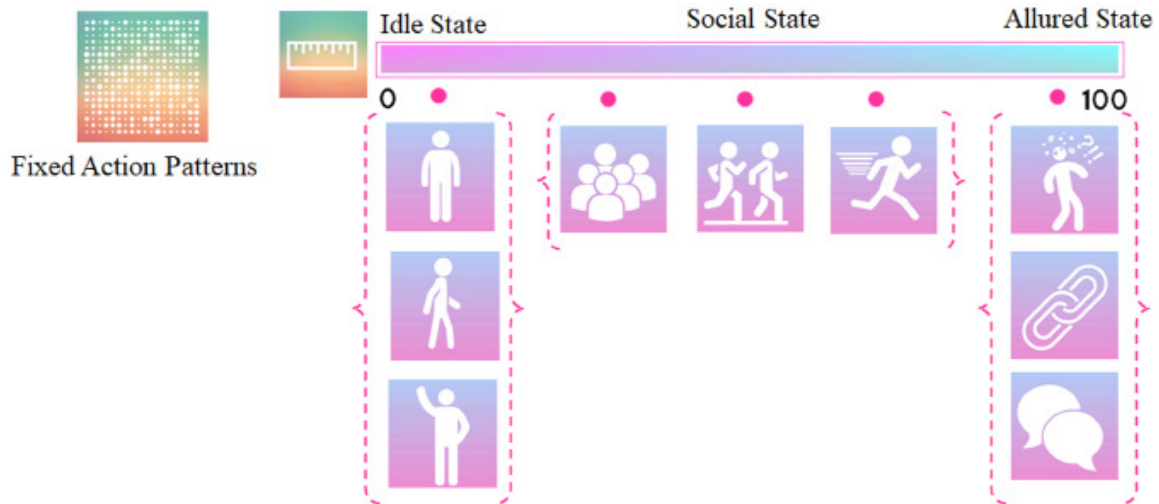 Idle State
Social State
Allured State
0
100
Fixed Action Patterns